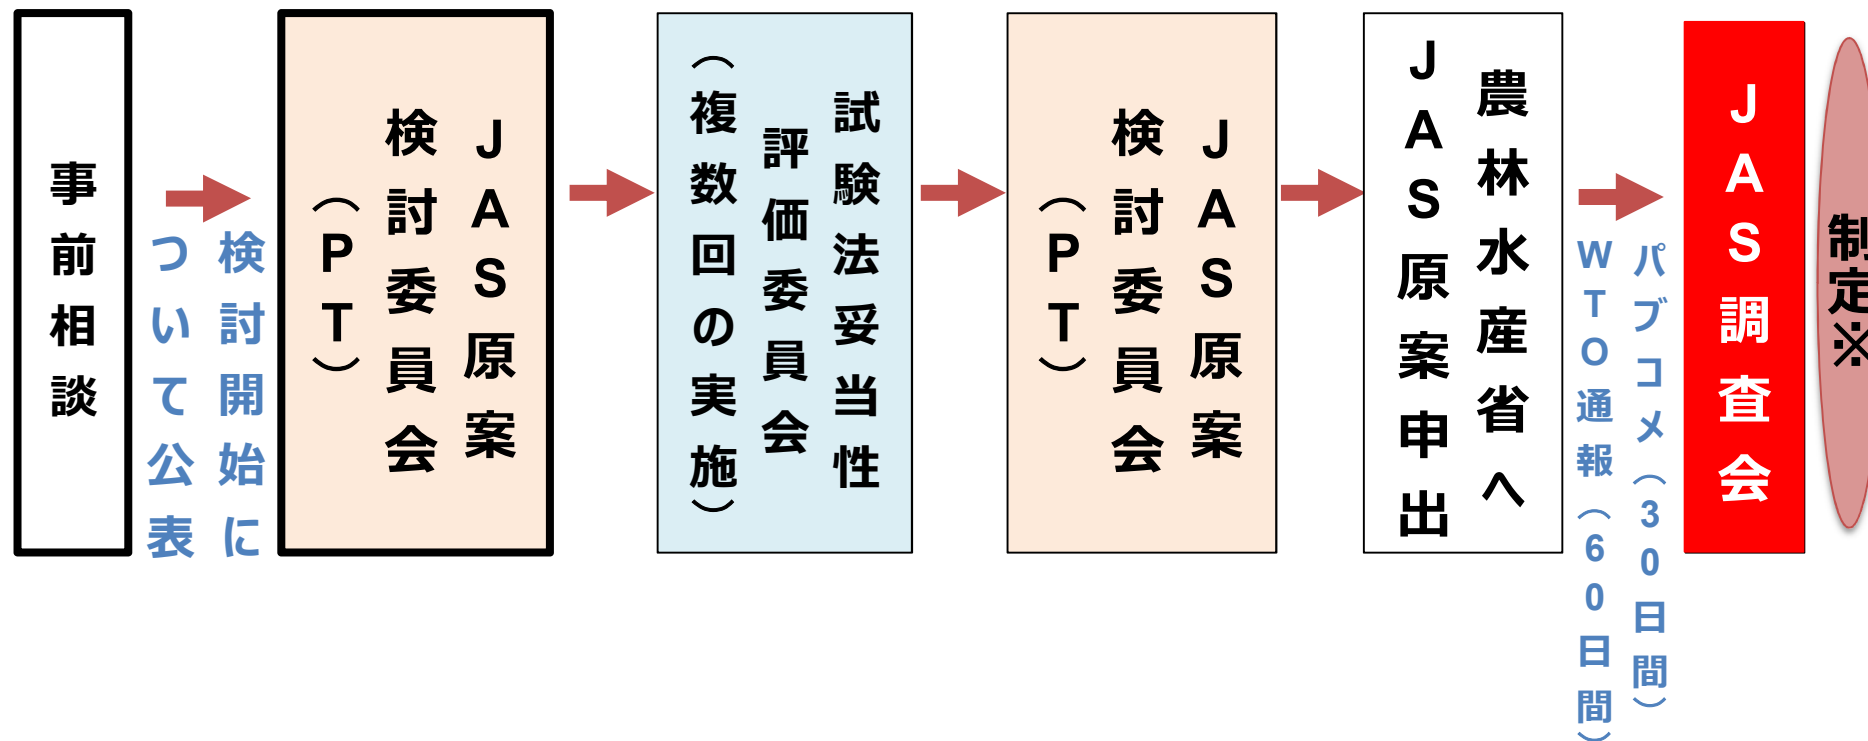 事前相談
検討開始に
ついて公表
JAS原案
検討委員会
（PT）
試験法妥当性
評価委員会
（複数回の実施）
JAS原案
検討委員会
（PT）
農林水産省へ
JAS原案申出
パブコメ（30日間）
WTO通報（60日間）
JAS調査会
制定※